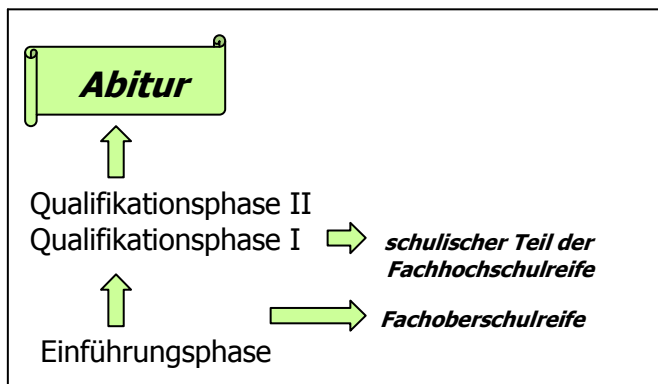 Abitur
Qualifikationsphase II
Qualifikationsphase I
schulischer Teil der
Fachhochschulreife
Fachoberschulreife
Einführungsphase